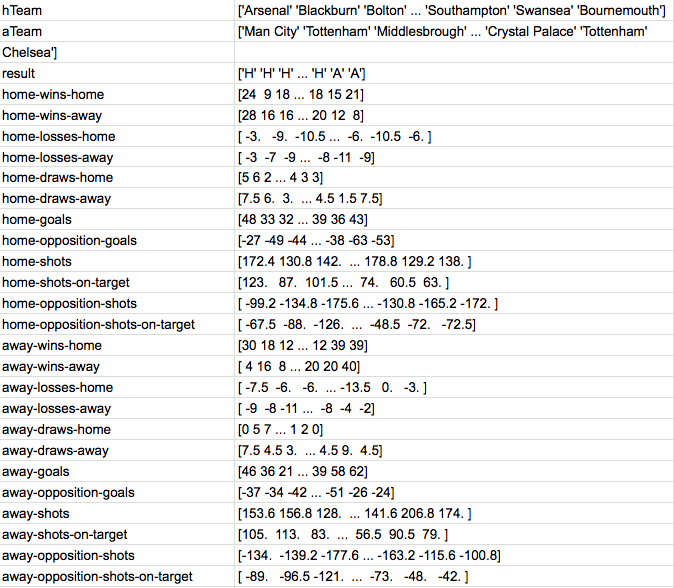 hTeam ['Arsenal' 'Blackburn' 'Bolton' ... 'Southampton' 'Swansea' 'Bournemouth']
aTeam ['Man City' 'Tottenham' 'Middlesbrough' ... 'Crystal Palace' 'Tottenham'
Chelsea']
result ['H' 'H' 'H' ... 'H' 'A' 'A']
home-wins-home [24  9 18 ... 18 15 21]
home-wins-away [28 16 16 ... 20 12  8]
home-losses-home [ -3.   -9.  -10.5 ...  -6.  -10.5  -6. ]
home-losses-away [ -3  -7  -9 ...  -8 -11  -9]
home-draws-home [5 6 2 ... 4 3 3]
home-draws-away [7.5 6.  3.  ... 4.5 1.5 7.5]
home-goals [48 33 32 ... 39 36 43]
home-opposition-goals [-27 -49 -44 ... -38 -63 -53]
home-shots [172.4 130.8 142.  ... 178.8 129.2 138. ]
home-shots-on-target [123.   87.  101.5 ...  74.   60.5  63. ]
home-opposition-shots [ -99.2 -134.8 -175.6 ... -130.8 -165.2 -172. ]
home-opposition-shots-on-target [ -67.5  -88.  -126.  ...  -48.5  -72.   -72.5]
away-wins-home [30 18 12 ... 12 39 39]
away-wins-away [ 4 16  8 ... 20 20 40]
away-losses-home [ -7.5  -6.   -6.  ... -13.5   0.   -3. ]
away-losses-away [ -9  -8 -11 ...  -8  -4  -2]
away-draws-home [0 5 7 ... 1 2 0]
away-draws-away [7.5 4.5 3.  ... 4.5 9.  4.5]
away-goals [46 36 21 ... 39 58 62]
away-opposition-goals [-37 -34 -42 ... -51 -26 -24]
away-shots [153.6 156.8 128.  ... 141.6 206.8 174. ]
away-shots-on-target [105.  113.   83.  ...  56.5  90.5  79. ]
away-opposition-shots [-134.  -139.2 -177.6 ... -163.2 -115.6 -100.8]
away-opposition-shots-on-target [ -89.   -96.5 -121.  ...  -73.   -48.   -42. ]